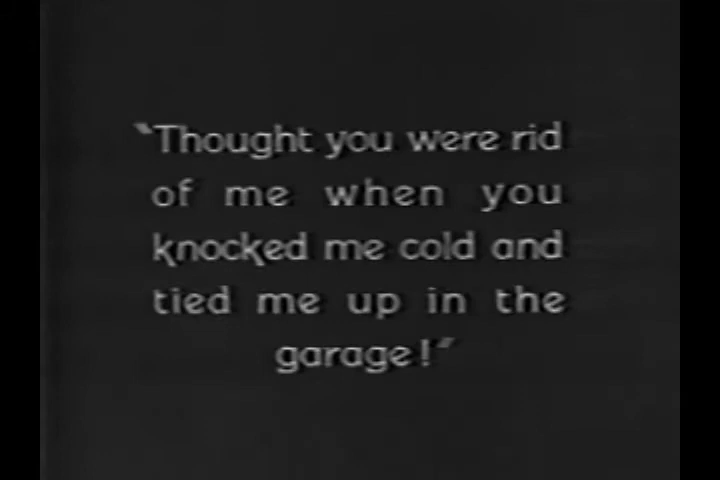 "Thought you were rid
of me when you
knocked me cold and
tied me up in the
garage!"